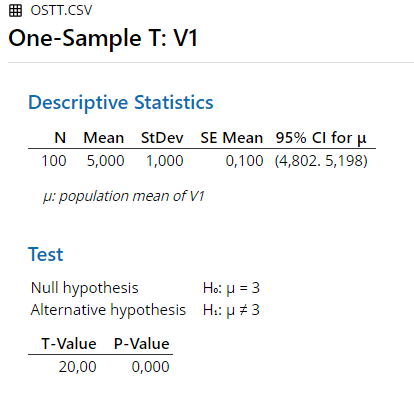 OSTT.CSV
One-Sample T: V1
Descriptive Statistics
N Mean StDev SE Mean 95% CI for μ
100 5,000 1,000 0,100 (4,802. 5,198)
μ: population mean of V1
Test
Null hypothesis H₀: μ = 3
Alternative hypothesis H₁: μ ≠ 3
T-Value P-Value
20,00 0,000